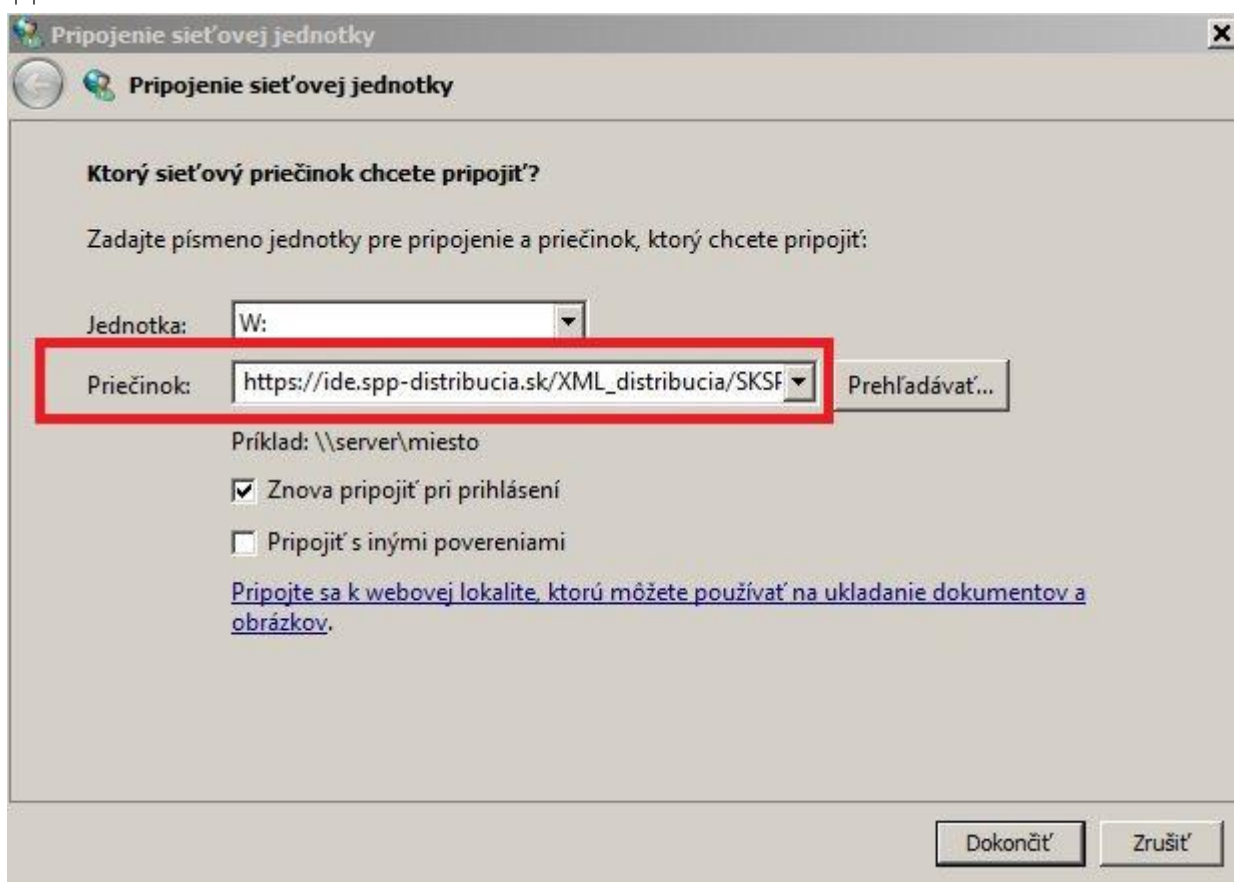 Pripojenie sieťovej jednotky
Pripojenie sieťovej jednotky
Ktorý sieťový priečinok chcete pripojiť?
Zadajte písmeno jednotky pre pripojenie a priečinok, ktorý chcete pripojiť:
Jednotka: W:
Priečinok: https://ide.spp-distribucia.sk/XML_distribucia/SKSF Prehľadávať...
Príklad: \\server\miesto
Znova pripojiť pri prihlásení
Pripojiť s inými povereniami
Pripojte sa k webovej lokalite, ktorú môžete používať na ukladanie dokumentov a
obrázkov.
Dokončiť Zrušiť